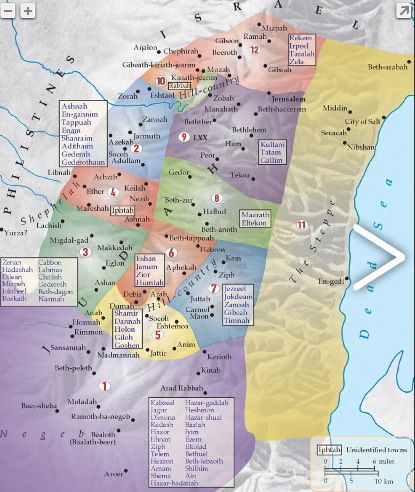 I S R A E L
Mizpah
Ramah
Gibeon
Beeroth
12
Rekem
Irpeel
Taralah
Zela
Aijalon
Chephirah
Gibeath-kiriath-jearim
Mozah
Kiriath-jearim
Gibeah
10
Rabbah
Hill-country
Beth-arabah
Zorah
Eshtaol
Zobah
Jerusalem
Manahath
Beth-haccerem
Middin
City of Salt
Secacah
Nibshan
PHILISTINES
Ashnah
En-gannim
Tappuah
Enam
Shaaraim
Adithaim
Gederah
Gederothaim
Zanoah
Jarmuth
Azekah
2
Socoh
Adullam
Bether
9 LXX
Bethlehem
Etam
Kullani
Tatam
Gallim
Peor
Tekoa
Libnah
Achzib
Gedor
Ether
4
Keilah
Nezib
Mareshah
Iphtah
Ashnah
Shephelah
8
Beth-zur
Halhul
Maarath
Eltekon
Beth-anoth
11
The Steppe
Dead Sea
Yurza?
Lachish
Migdal-gad
Makkedah
3
Eglon
Beth-tappuah
Hebron
6
Eshan
Janum
Zior
Humtah
Aphekah
Kain
Ziph
Zenan
Hadashah
Dilean
Mizpeh
Joktheel
Bozkath
Cabbon
Lahmas
Chitlish
Gederoth
Beth-dagon
Naamah
Ashan
Debir
Arab
Dumah
Hill-country
Juttah
7
Carmel
Maon
Jezreel
Jokdeam
Zanoah
Gibeah
Timnah
En-gedi
JUDAH
Anab
Hormah
Rimmon
Shamir
Dannah
Holon
Giloh
Goshen
Socoh
Eshtemoa
5
Anim
Jattir
Sansannah
Madmannah
Kerioth
Beth-peleth
Kinah
1
Arad Rabbah
Beer-sheba
Moladah
Ramoth-ha-negeb
Negeb
Bealoth
(Baalath-beer)
Aroer
Kabzeel
Jagur
Dimona
Kedesh
Hazor
Ithnan
Ziph
Telem
Hezron
Amam
Shema
Hazar-hadattah
Hazar-gaddah
Heshmon
Hazar-shual
Baalah
Iyim
Ezem
Eltolad
Bethuel
Beth-lebaoth
Shilhim
Ain
Iphtah Unidentified towns
0 2 4 6 miles
0 5 10 km